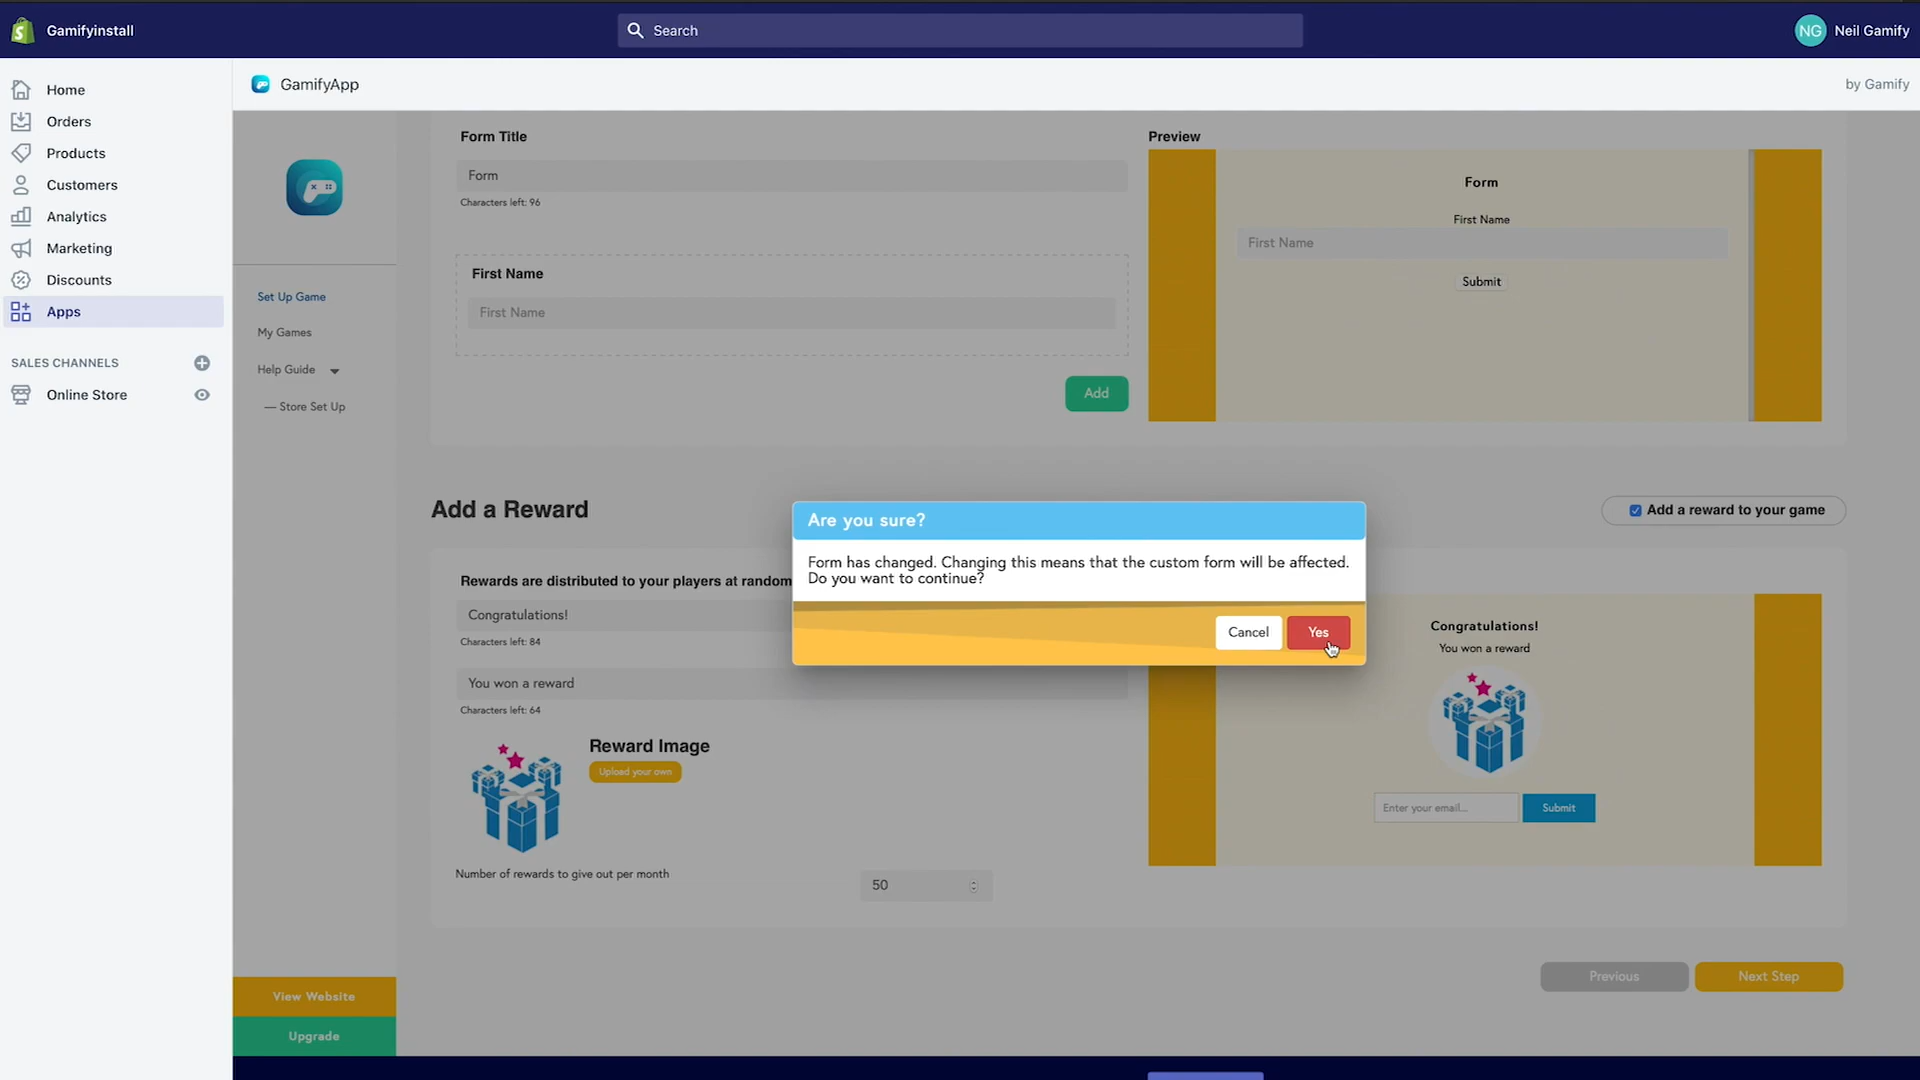 Gamifyinstall
Search
NG
Neil Gamify
Home
Orders
Products
Customers
Analytics
Marketing
Discounts
Apps
SALES CHANNELS
Online Store
GamifyApp
by Gamify
Set Up Game
My Games
Help Guide
— Store Set Up
View Website
Upgrade
Form Title
Form
Characters left: 96
First Name
First Name
Add
Preview
Form
First Name
First Name
Submit
Add a Reward
Add a reward to your game
Are you sure?
Form has changed. Changing this means that the custom form will be affected.
Do you want to continue?
Cancel
Yes
Rewards are distributed to your players at random
Congratulations!
Characters left: 84
You won a reward
Characters left: 64
Reward Image
Upload your own
Number of rewards to give out per month
50
Congratulations!
You won a reward
Enter your email...
Submit
Previous
Next Step